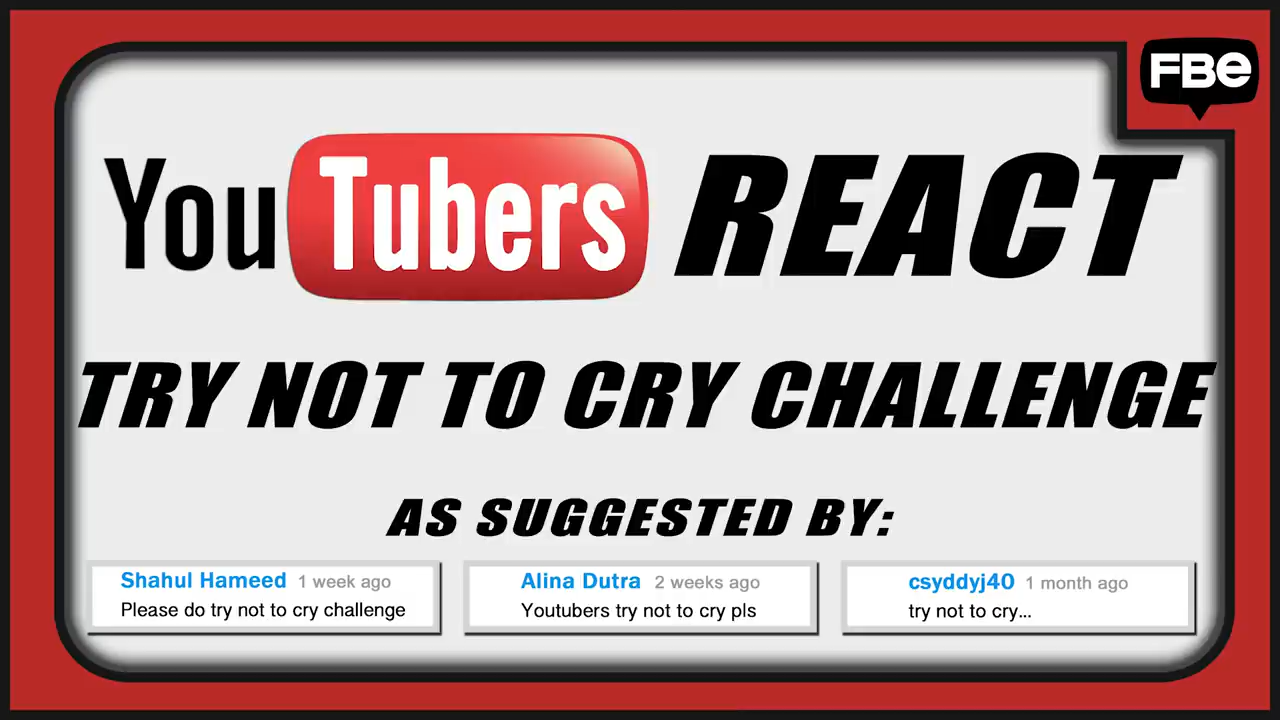 FBE
YouTubers REACT
TRY NOT TO CRY CHALLENGE
AS SUGGESTED BY:
Shahul Hameed 1 week ago
Please do try not to cry challenge
Alina Dutra 2 weeks ago
Youtubers try not to cry pls
csyddyj40 1 month ago
try not to cry...